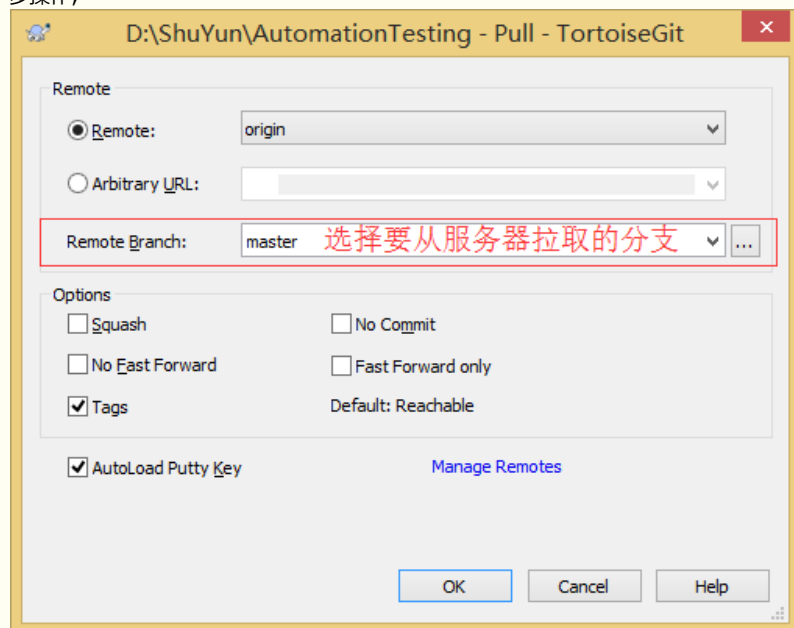 D:\ShuYun\AutomationTesting - Pull - TortoiseGit
Remote
Remote: origin
Arbitrary URL:
Remote Branch: master 选择要从服务器拉取的分支 ...
Options
Squash No Commit
No Fast Forward Fast Forward only
Tags Default: Reachable
AutoLoad Putty Key Manage Remotes
OK Cancel Help